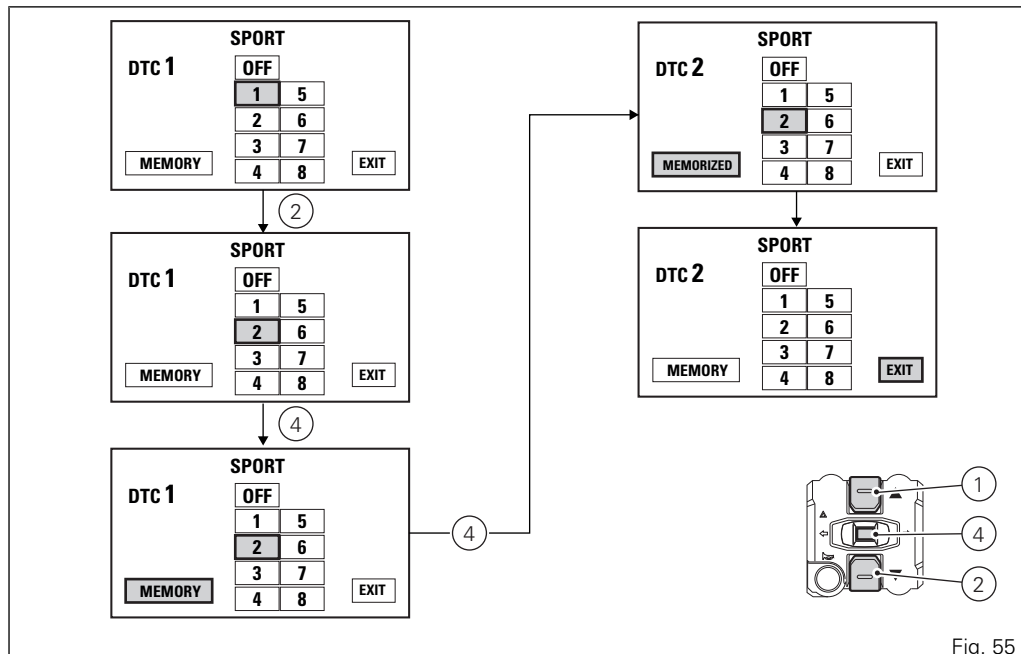 SPORT
DTC 1
OFF
1 5
2 6
3 7
4 8
MEMORY
EXIT
2
SPORT
DTC 1
OFF
1 5
2 6
3 7
4 8
MEMORY
EXIT
4
SPORT
DTC 1
OFF
1 5
2 6
3 7
4 8
MEMORY
EXIT
4
SPORT
DTC 2
OFF
1 5
2 6
3 7
4 8
MEMORIZED
EXIT
SPORT
DTC 2
OFF
1 5
2 6
3 7
4 8
MEMORY
EXIT
1
4
2
Fig. 55